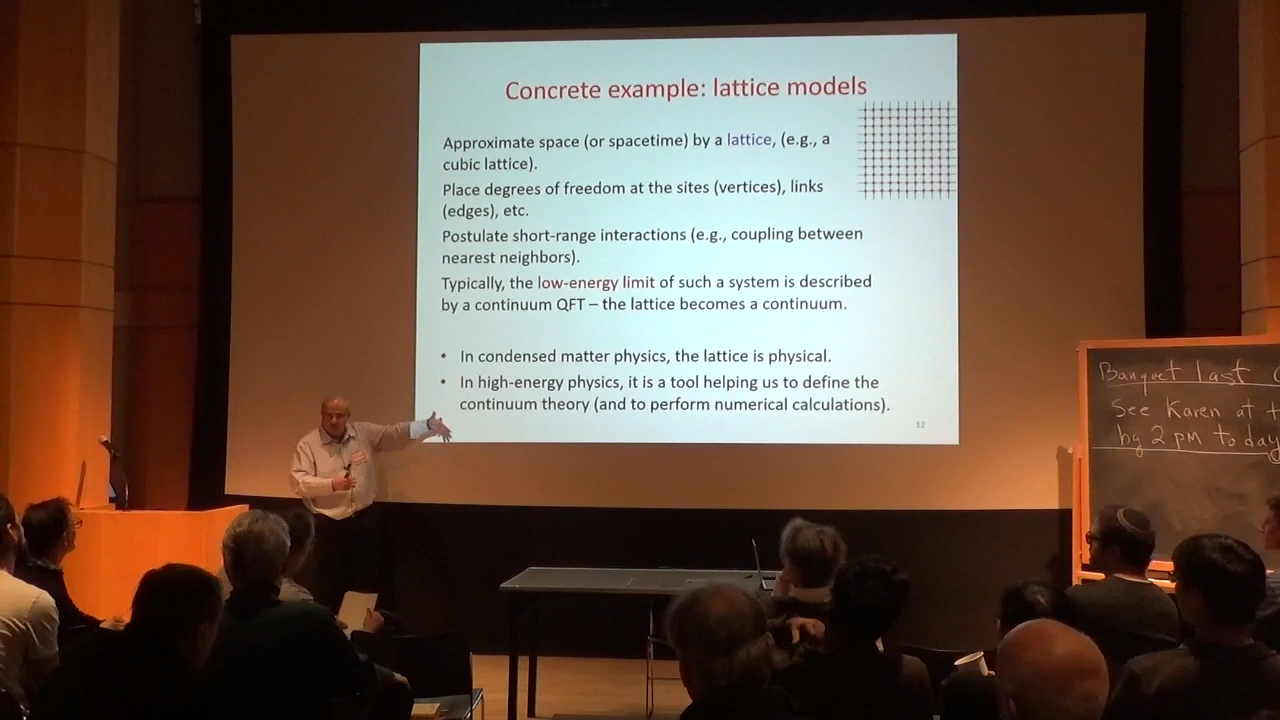 Concrete example: lattice models
Approximate space (or spacetime) by a lattice, (e.g., a
cubic lattice).
Place degrees of freedom at the sites (vertices), links
(edges), etc.
Postulate short-range interactions (e.g., coupling between
nearest neighbors).
Typically, the low-energy limit of such a system is described
by a continuum QFT – the lattice becomes a continuum.
• In condensed matter physics, the lattice is physical.
• In high-energy physics, it is a tool helping us to define the
continuum theory (and to perform numerical calculations).
12
Banquet last
See Karen at
by 2 pm today